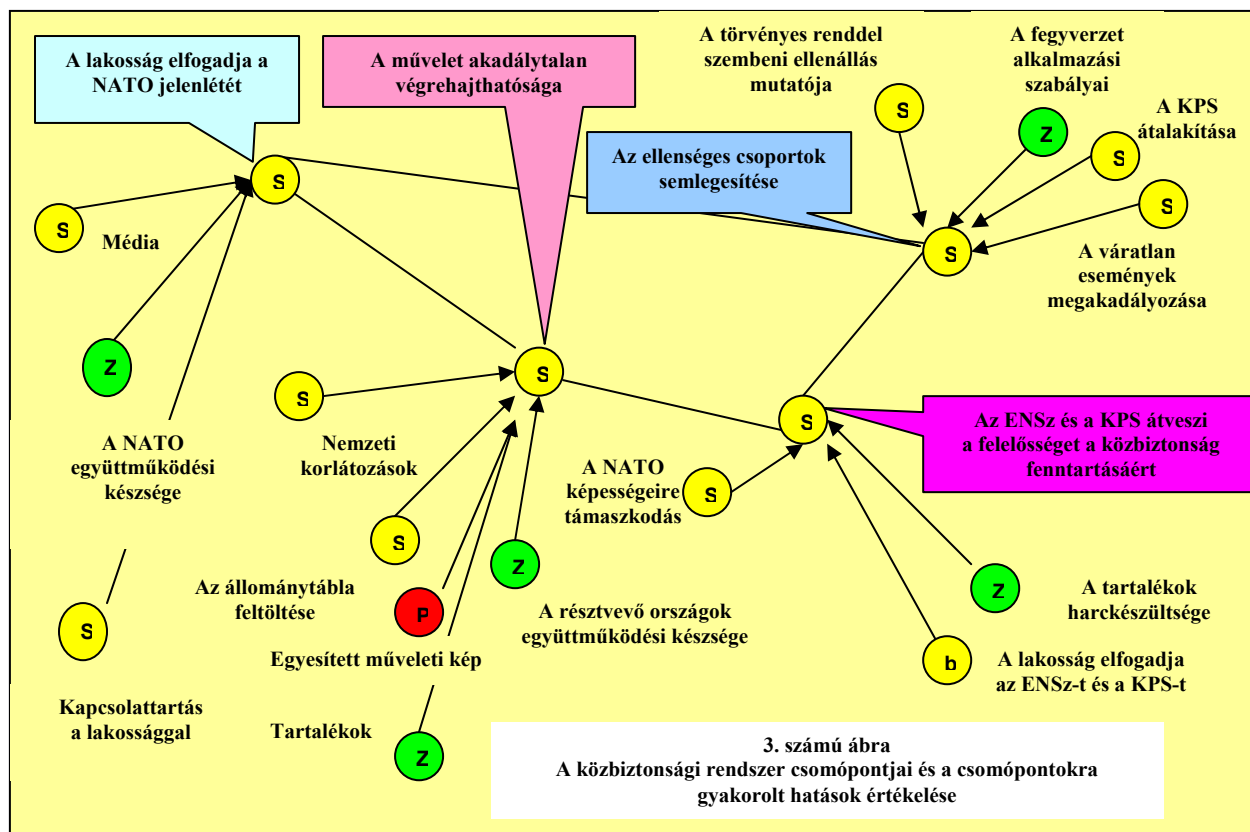 A lakosság elfogadja a
NATO jelenlétét
A művelet akadálytalan
végrehajthatósága
A törvényes renddel
szembeni ellenállás
mutatója
A fegyverzet
alkalmazási
szabályai
A KPS
átalakítása
Az ellenséges csoportok
semlegesítése
S
Z
S
S
S
S
S
Média
A váratlan
események
megakadályozása
Z
S
S
S
A NATO
együttműködési
készsége
Nemzeti
korlátozások
A NATO
képességeire
támaszkodás
S
Az ENSz és a KPS átveszi
a felelősséget a közbiztonság
fenntartásáért
S
Z
Z
Az állománytábla
feltöltése
P
A résztvevő országok
együttműködési készsége
A tartalékok
harckészültsége
S
Egyesített műveleti kép
b
A lakosság elfogadja
az ENSz-t és a KPS-t
Kapcsolattartás
a lakossággal
Tartalékok
Z
3. számú ábra
A közbiztonsági rendszer csomópontjai és a csomópontokra
gyakorolt hatások értékelése